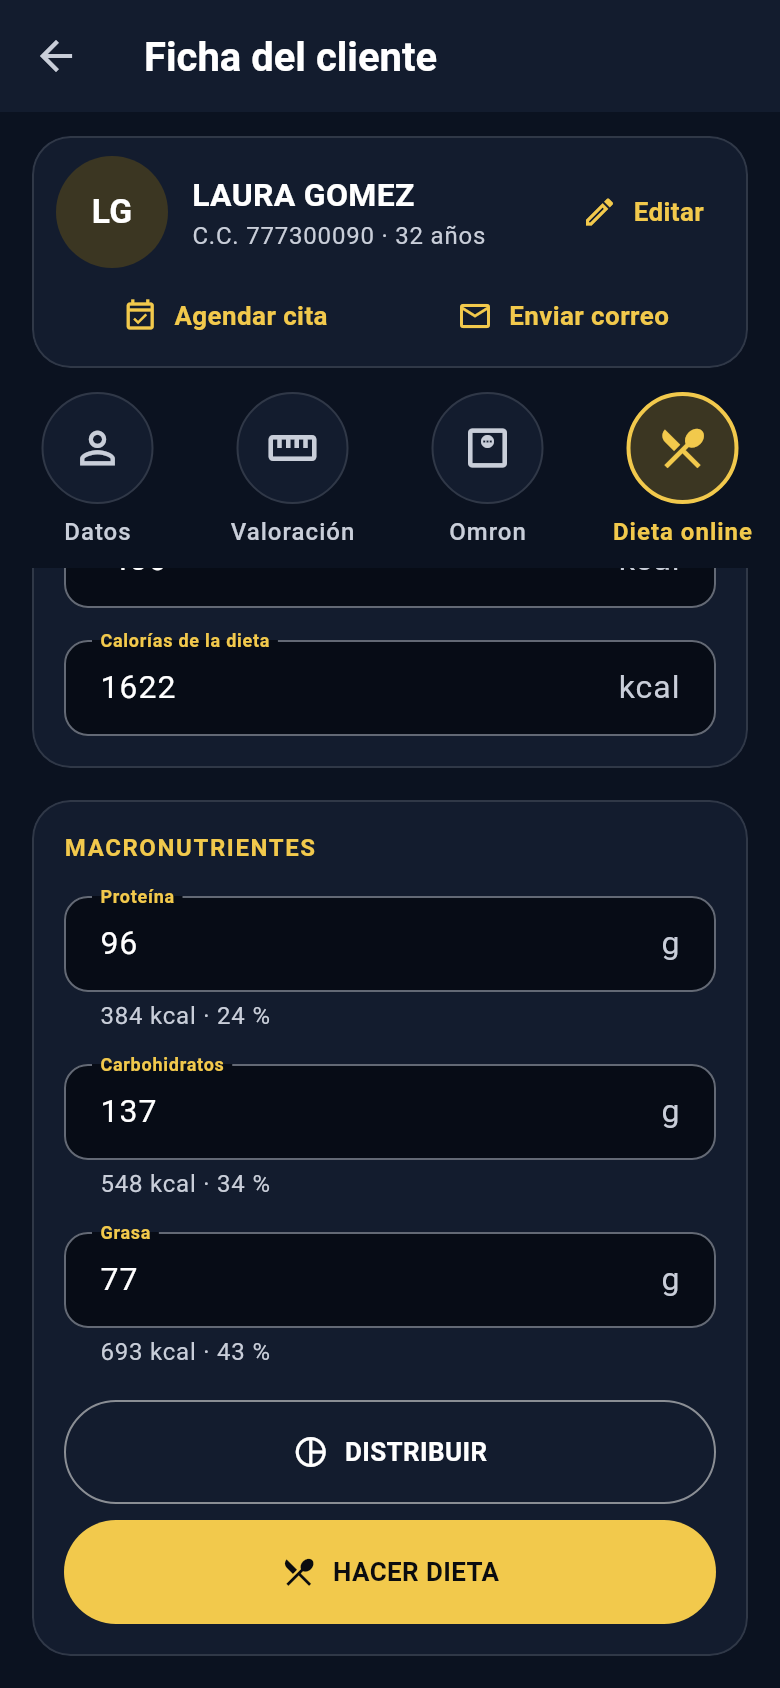 Ficha del cliente
LG
LAURA GOMEZ
C.C. 777300090 · 32 años
Editar
Agendar cita
Enviar correo
Datos
Valoración
Omron
Dieta online
Calorías de la dieta
1622 kcal
MACRONUTRIENTES
Proteína
96 g
384 kcal · 24 %
Carbohidratos
137 g
548 kcal · 34 %
Grasa
77 g
693 kcal · 43 %
DISTRIBUIR
HACER DIETA